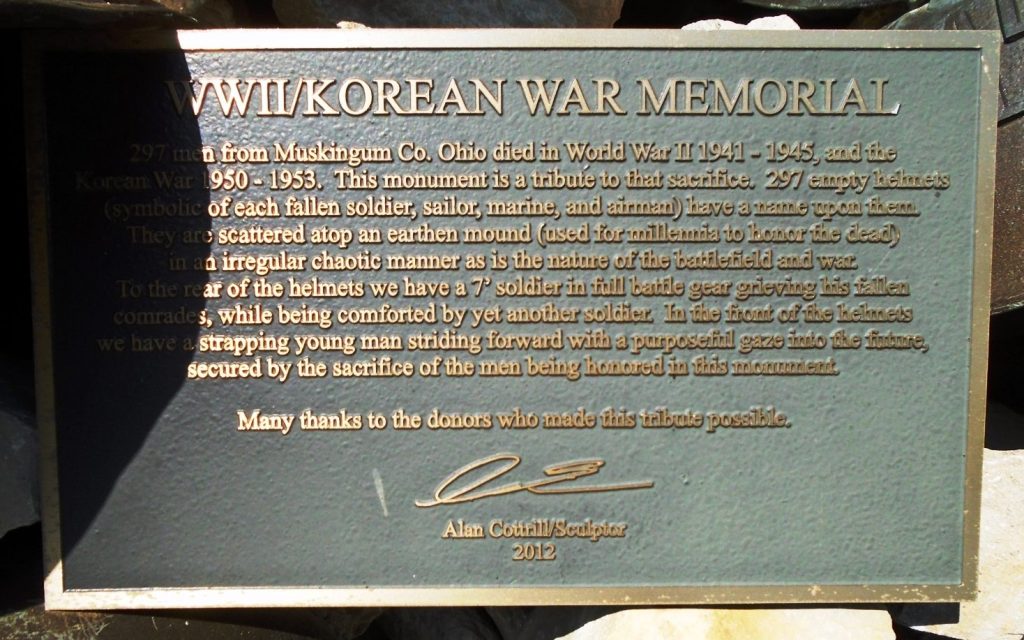 WWII/KOREAN WAR MEMORIAL
297 men from Muskingum Co. Ohio died in World War II 1941 - 1945, and the
Korean War 1950 - 1953. This monument is a tribute to that sacrifice. 297 empty helmets
(symbolic of each fallen soldier, sailor, marine, and airman) have a name upon them.
They are scattered atop an earthen mound (used for millennia to honor the dead)
in an irregular chaotic manner as is the nature of the battlefield and war.
To the rear of the helmets we have a 7' soldier in full battle gear grieving his fallen
comrades, while being comforted by yet another soldier. In the front of the helmets
we have a strapping young man striding forward with a purposeful gaze into the future,
secured by the sacrifice of the men being honored in this monument.
Many thanks to the donors who made this tribute possible.
Alan Cottrill/Sculptor
2012